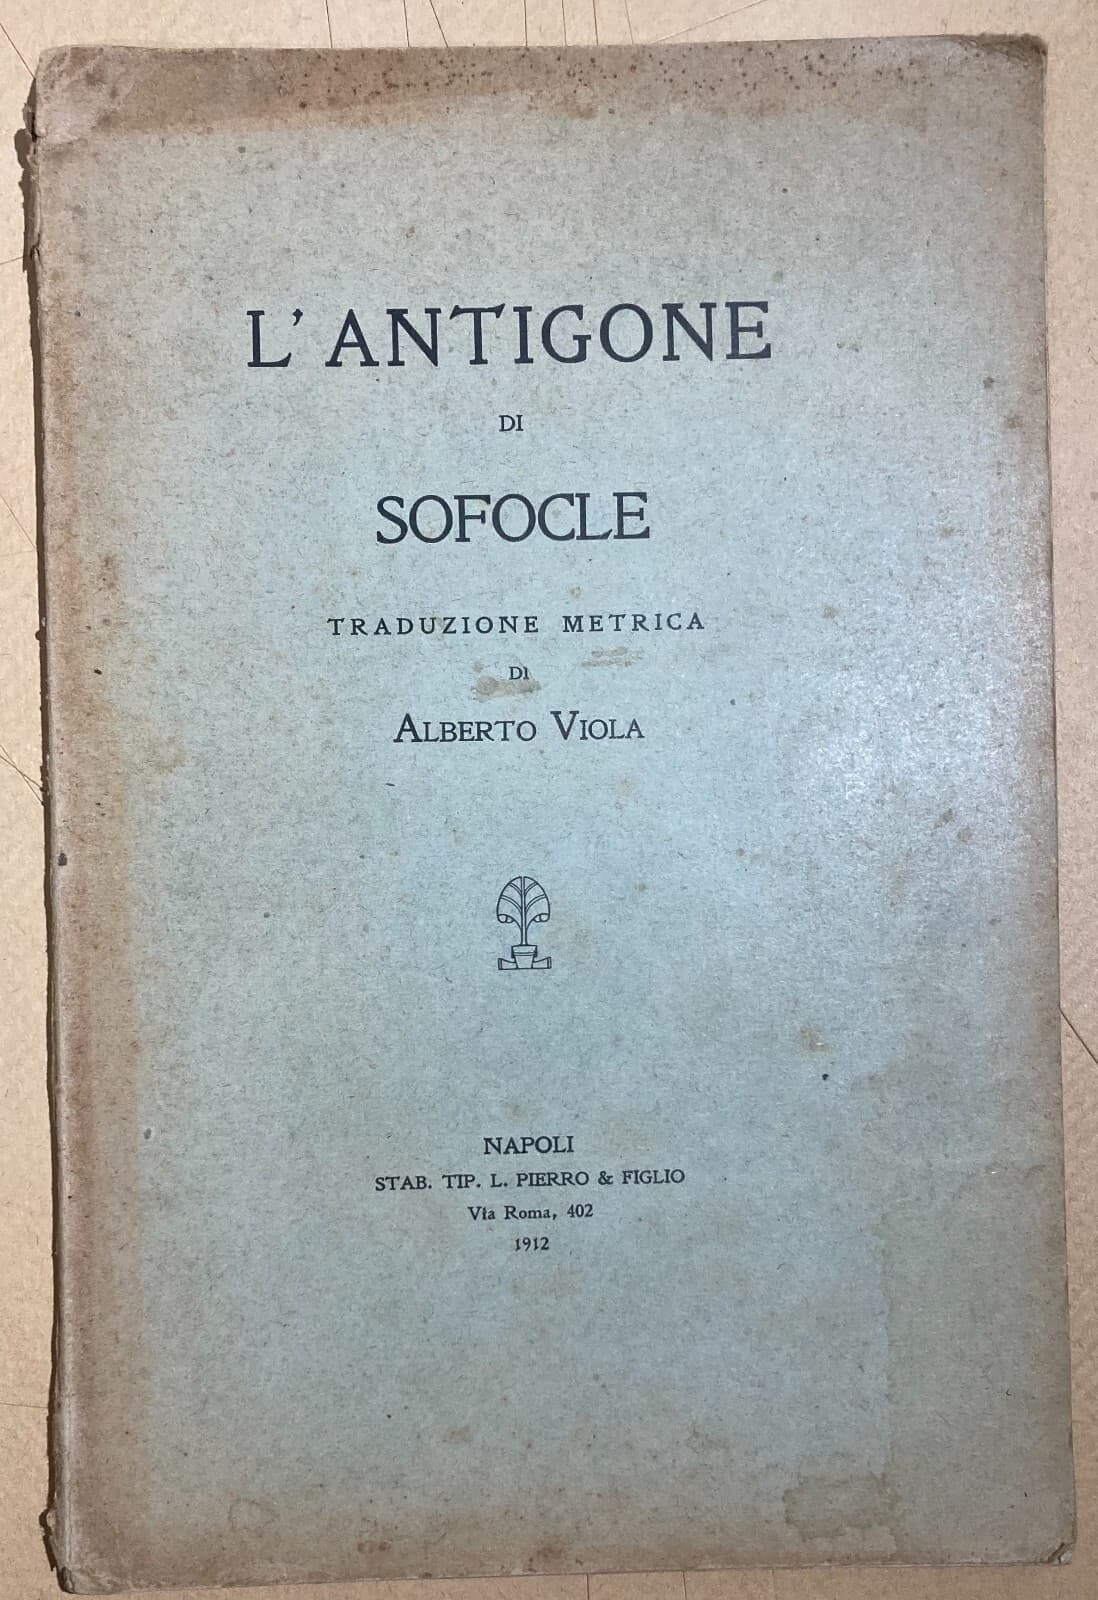 L'ANTIGONE
DI
SOFOCLE
TRADUZIONE METRICA
DI
ALBERTO VIOLA
NAPOLI
STAB. TIP. L. PIERRO & FIGLIO
Via Roma, 402
1912